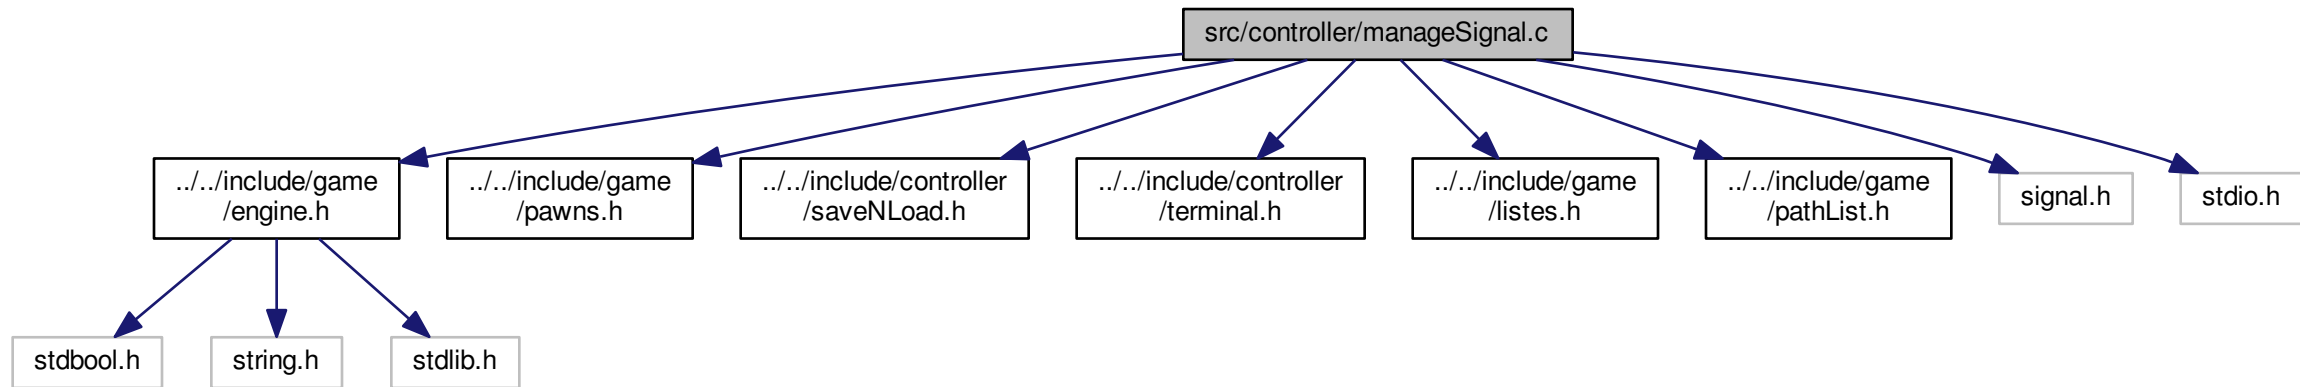 src/controller/manageSignal.c
../../include/game
/engine.h
../../include/game
/pawns.h
../../include/controller
/saveNLoad.h
../../include/controller
/terminal.h
../../include/game
/listes.h
../../include/game
/pathList.h
signal.h
stdio.h
stdbool.h
string.h
stdlib.h